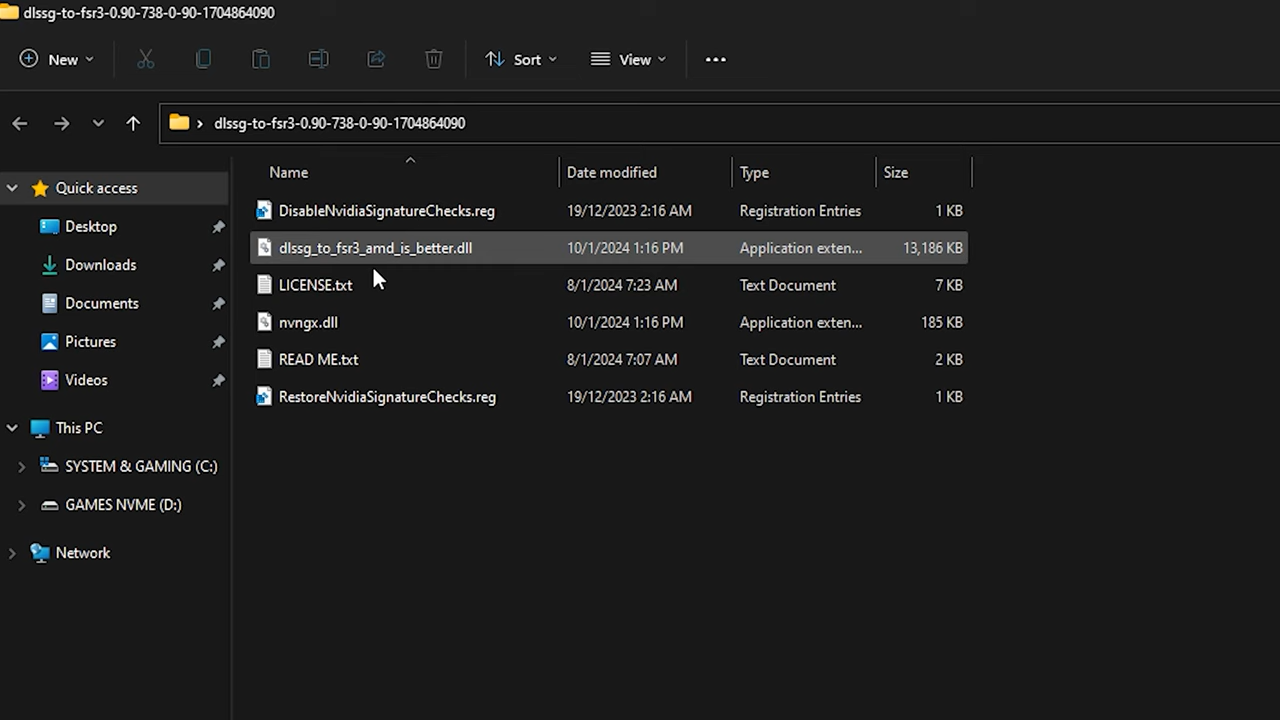 dlssg-to-fsr3-0.90-738-0-90-1704864090
New Sort View
dlssg-to-fsr3-0.90-738-0-90-1704864090
Name Date modified Type Size
Quick access
Desktop
Downloads
Documents
Pictures
Videos
This PC
SYSTEM & GAMING (C:)
GAMES NVME (D:)
Network
DisableNvidiaSignatureChecks.reg 19/12/2023 2:16 AM Registration Entries 1 KB
dlssg_to_fsr3_amd_is_better.dll 10/1/2024 1:16 PM Application exten... 13,186 KB
LICENSE.txt 8/1/2024 7:23 AM Text Document 7 KB
nvngx.dll 10/1/2024 1:16 PM Application exten... 185 KB
READ ME.txt 8/1/2024 7:07 AM Text Document 2 KB
RestoreNvidiaSignatureChecks.reg 19/12/2023 2:16 AM Registration Entries 1 KB